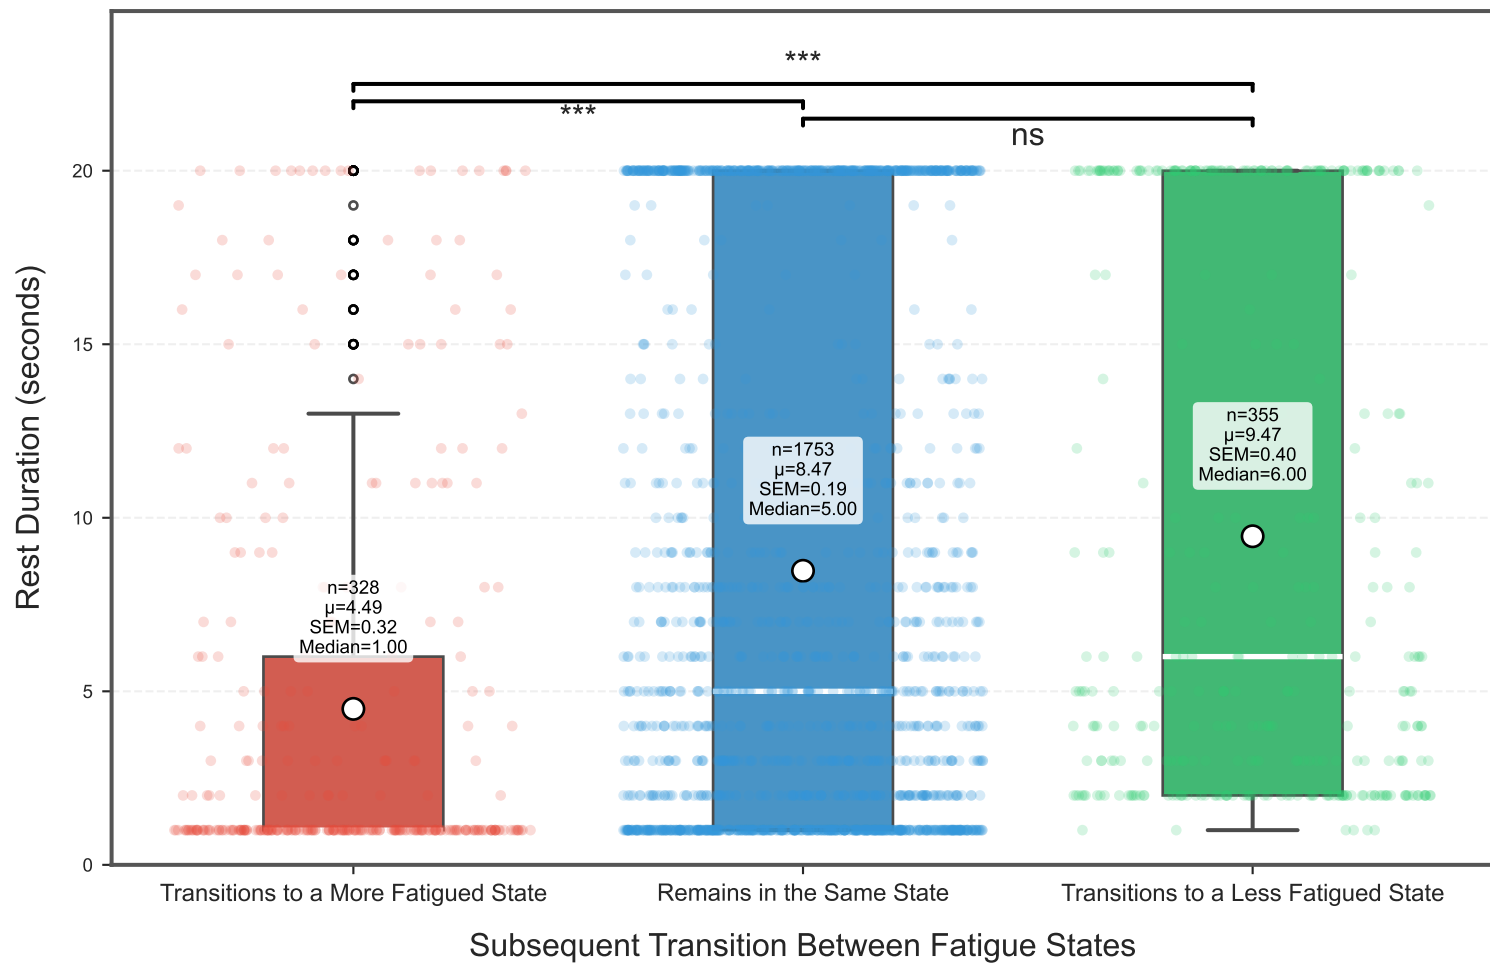 ***
***
ns
Rest Duration (seconds)
20
15
10
5
0
n=328
µ=4.49
SEM=0.32
Median=1.00
n=1753
µ=8.47
SEM=0.19
Median=5.00
n=355
µ=9.47
SEM=0.40
Median=6.00
Transitions to a More Fatigued State
Remains in the Same State
Transitions to a Less Fatigued State
Subsequent Transition Between Fatigue States